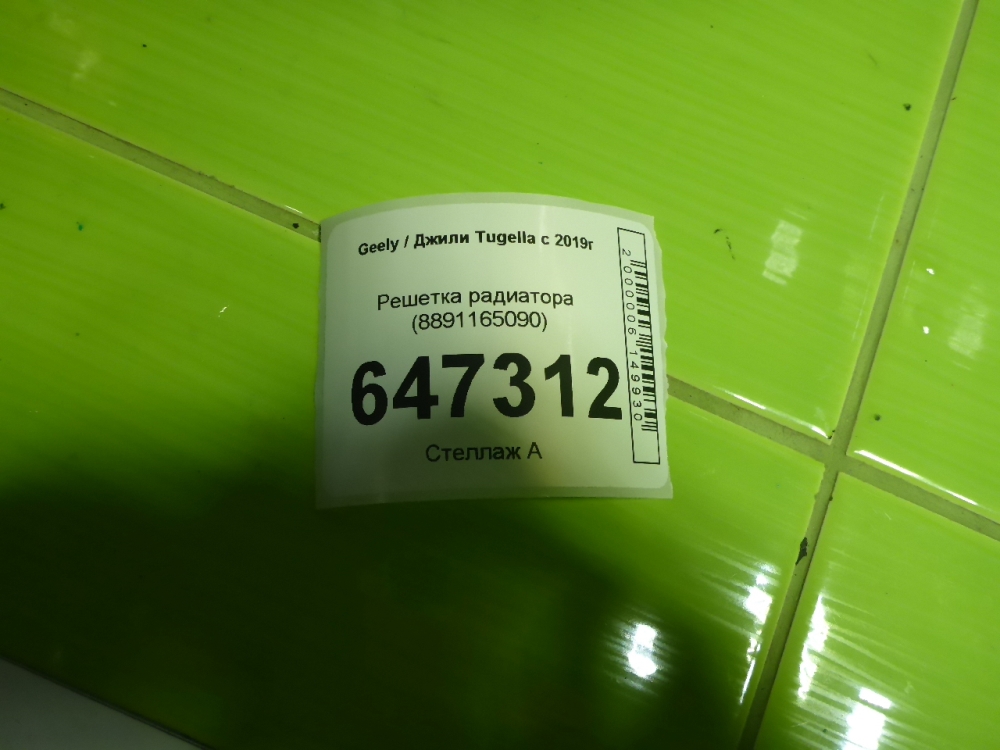 Geely / Джили Tugella с 2019г
Решетка радиатора
(8891165090)
647312
Стеллаж А
2000006149930